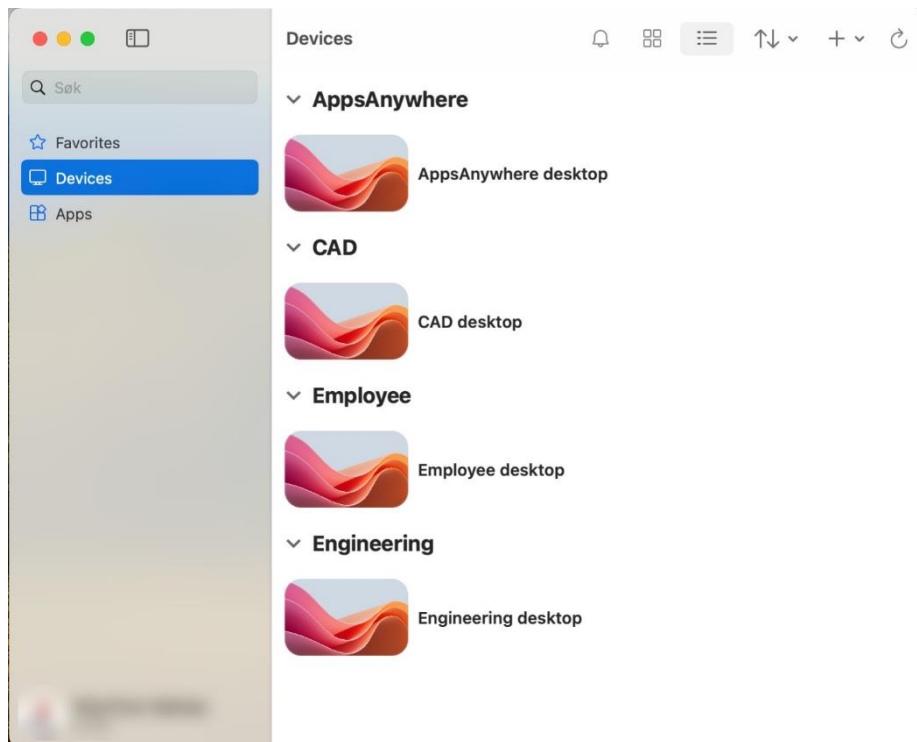 Søk
Favorites
Devices
Apps
Devices
AppsAnywhere
AppsAnywhere desktop
CAD
CAD desktop
Employee
Employee desktop
Engineering
Engineering desktop